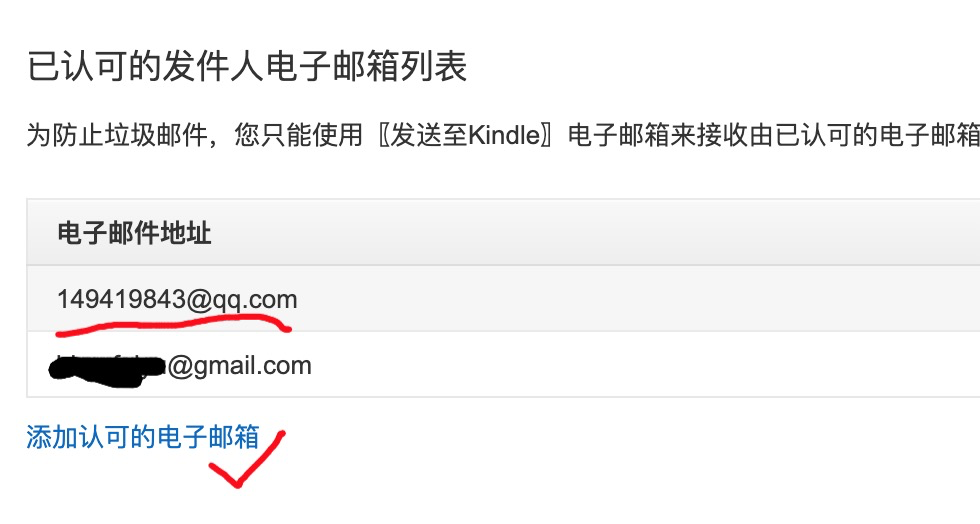 已认可的发件人电子邮箱列表
为防止垃圾邮件，您只能使用〖发送至Kindle〗电子邮箱来接收由已认可的电子邮箱
电子邮件地址
149419843@qq.com
@gmail.com
添加认可的电子邮箱